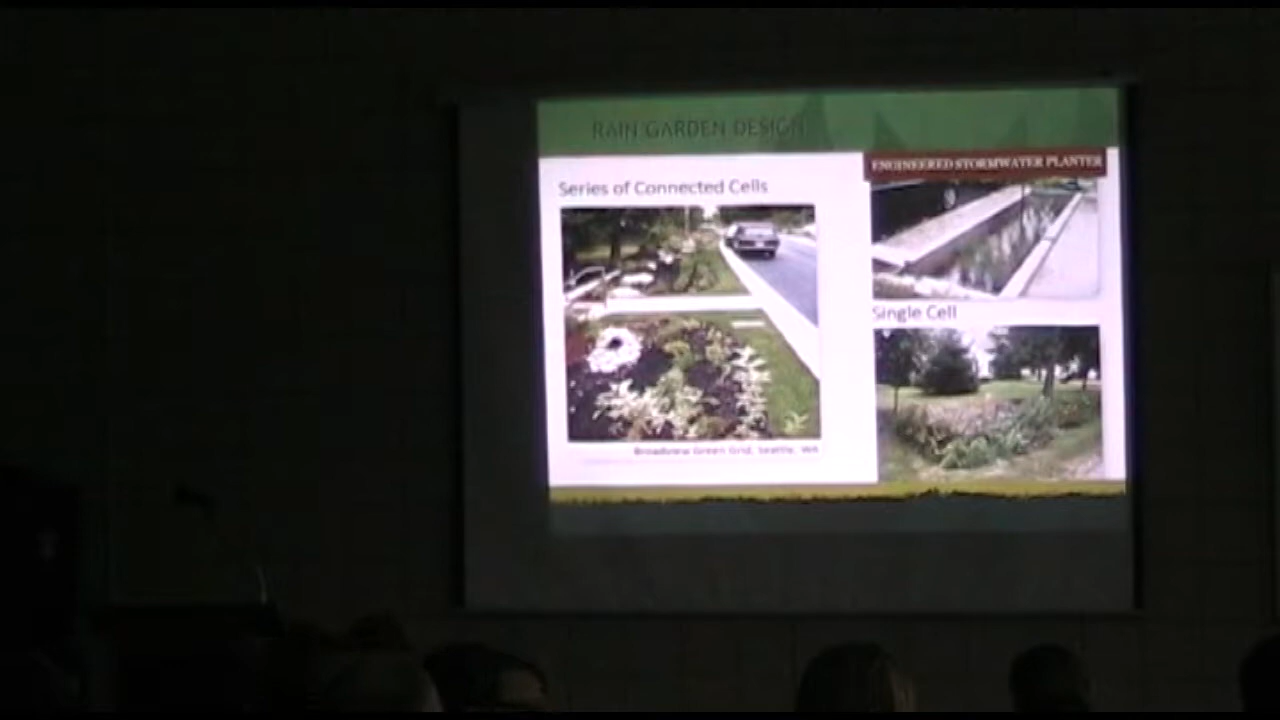 RAIN GARDEN DESIGN
Series of Connected Cells
ENGINEERED STORMWATER PLANTER
Single Cell
Broadview Green Grid, Seattle, WA